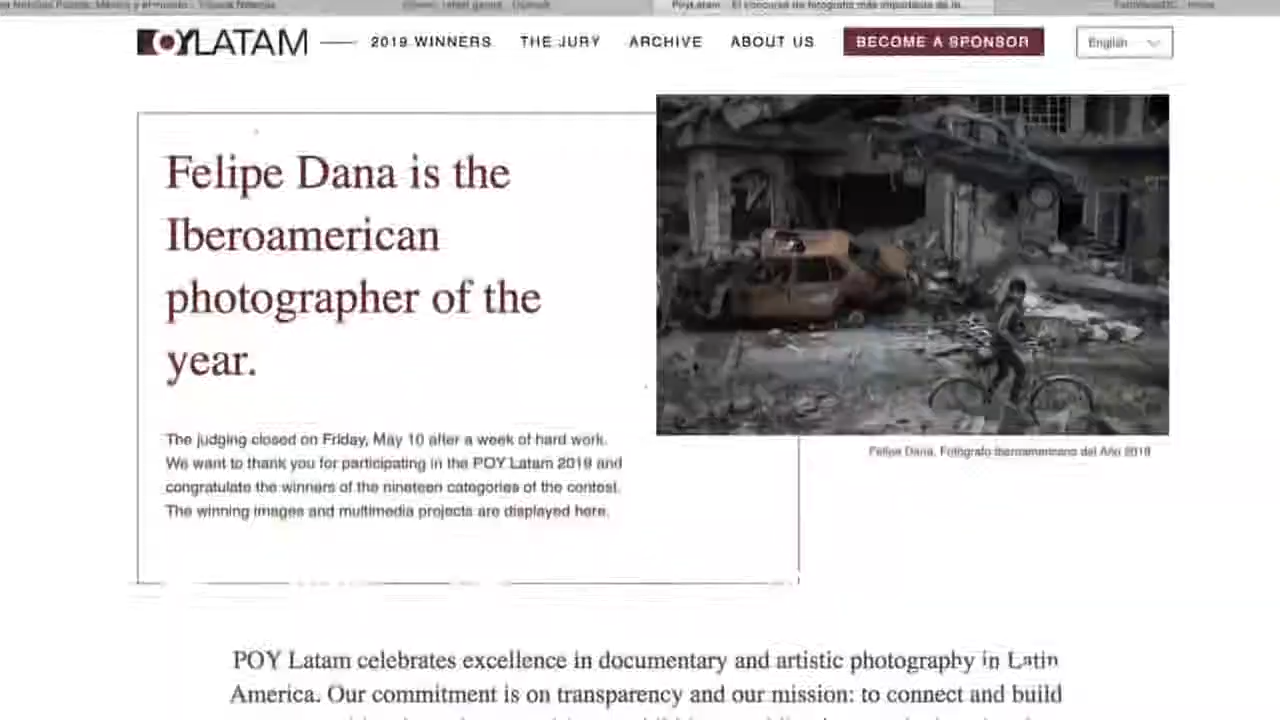 POYLATAM
2019 WINNERS
THE JURY
ARCHIVE
ABOUT US
BECOME A SPONSOR
English
Felipe Dana is the
Iberoamerican
photographer of the
year.
The judging closed on Friday, May 10 after a week of hard work.
We want to thank you for participating in the POY Latam 2019 and
congratulate the winners of the nineteen categories of the contest.
The winning images and multimedia projects are displayed here.
Felipe Dana, Fotógrafo Iberoamericano del Año 2019
POY Latam celebrates excellence in documentary and artistic photography in Latin
America. Our commitment is on transparency and our mission: to connect and build